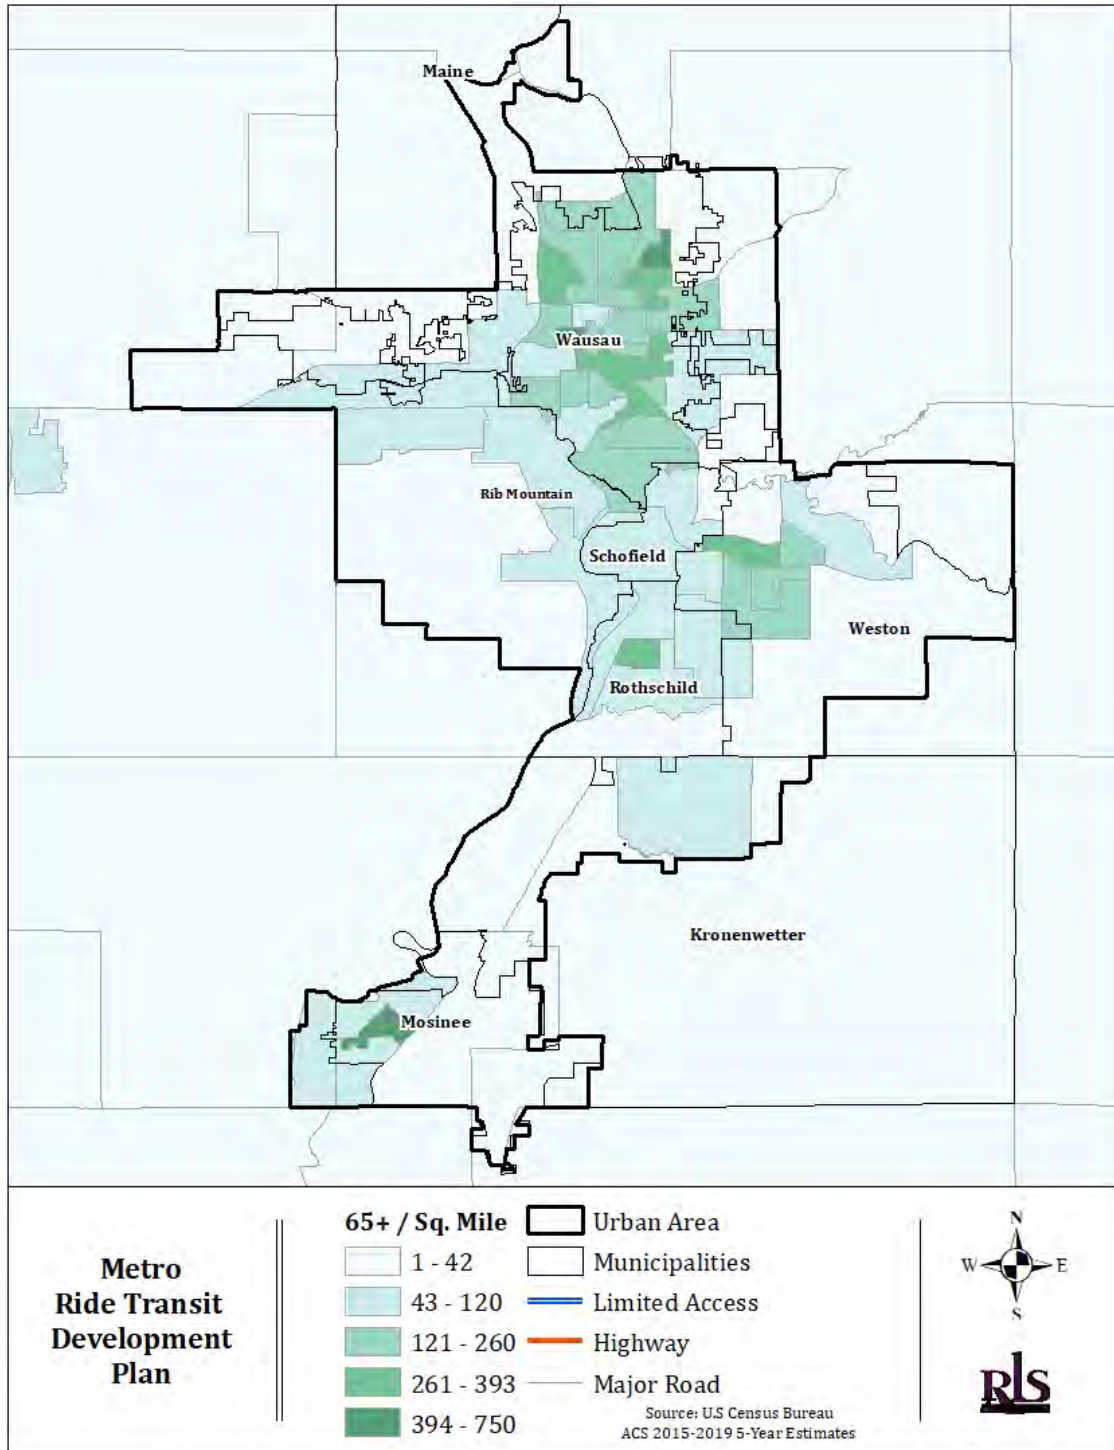 Maine
Wausau
Rib Mountain
Schofield
Weston
Rothschild
Kronenwetter
Mosinee
Metro
Ride Transit
Development
Plan
65+ / Sq. Mile
1 - 42
43 - 120
121 - 260
261 - 393
394 - 750
Urban Area
Municipalities
Limited Access
Highway
Major Road
Source: U.S Census Bureau
ACS 2015-2019 5-Year Estimates
N
W E
S
RLS